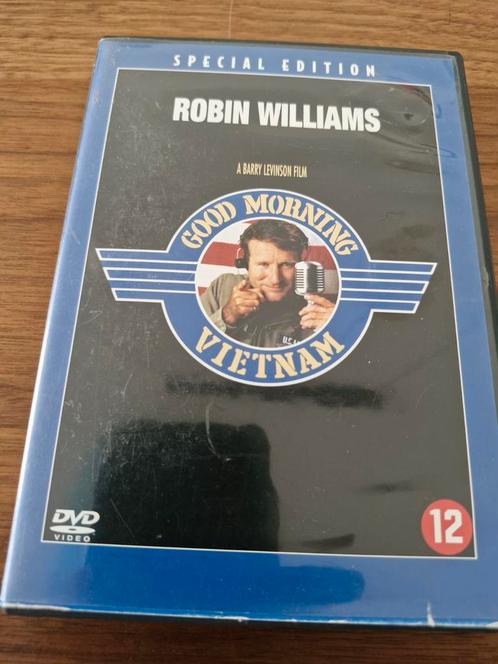 SPECIAL EDITION
ROBIN WILLIAMS
A BARRY LEVINSON FILM
GOOD MORNING
VIETNAM
U.S.
DVD
VIDEO
12